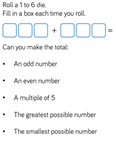 Roll a 1 to 6 die.
Fill in a box each time you roll.
+ =
Can you make the total:
• An odd number
• An even number
• A multiple of 5
• The greatest possible number
• The smallest possible number